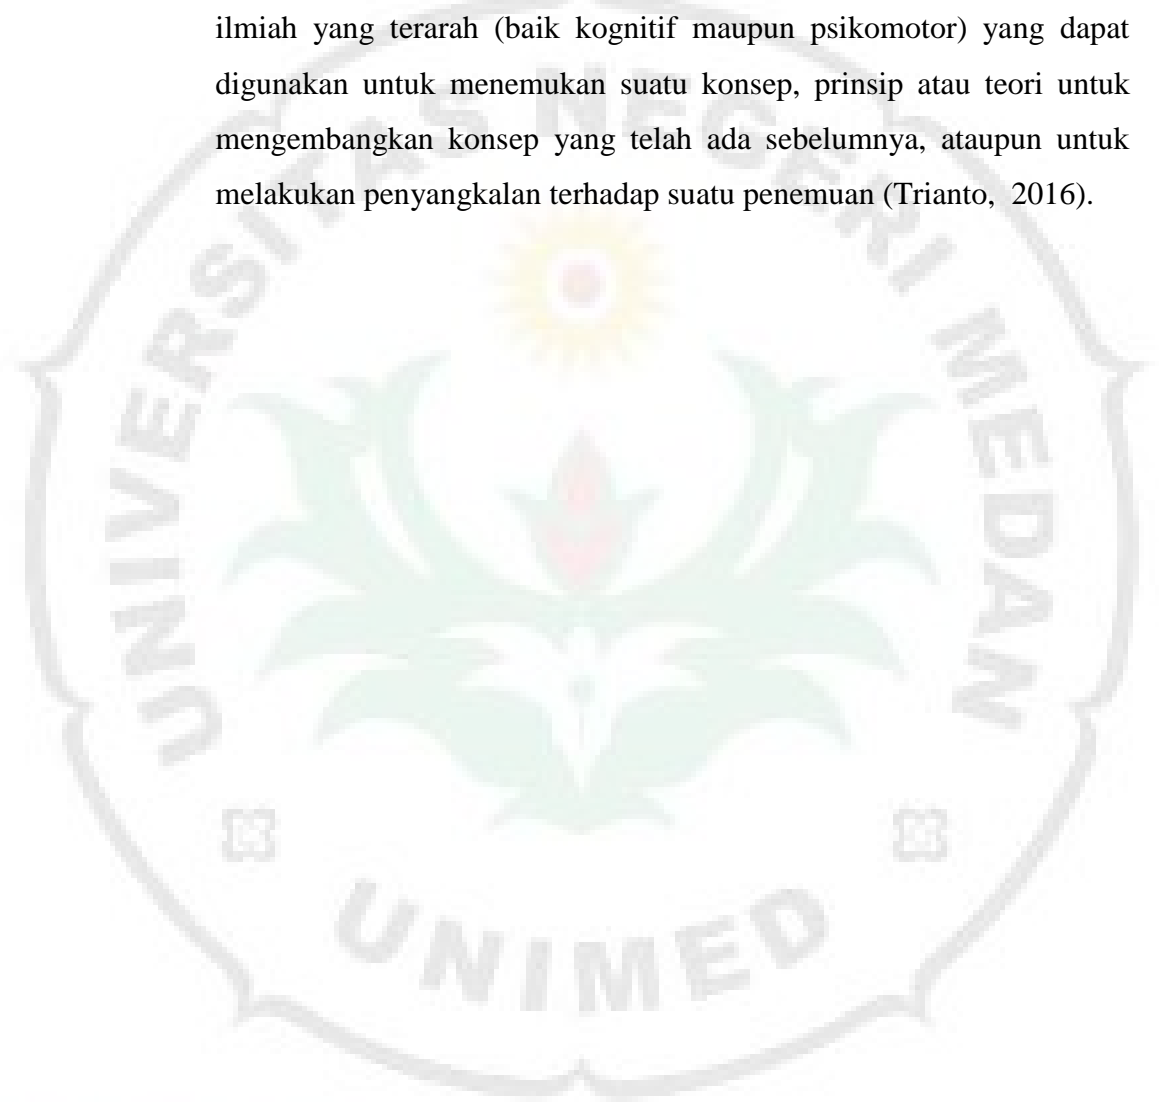 ilmiah yang terarah (baik kognitif maupun psikomotor) yang dapat
digunakan untuk menemukan suatu konsep, prinsip atau teori untuk
mengembangkan konsep yang telah ada sebelumnya, ataupun untuk
melakukan penyangkalan terhadap suatu penemuan (Trianto, 2016).
UNIVERSITAS NEGERI MEDAN
UNIMED